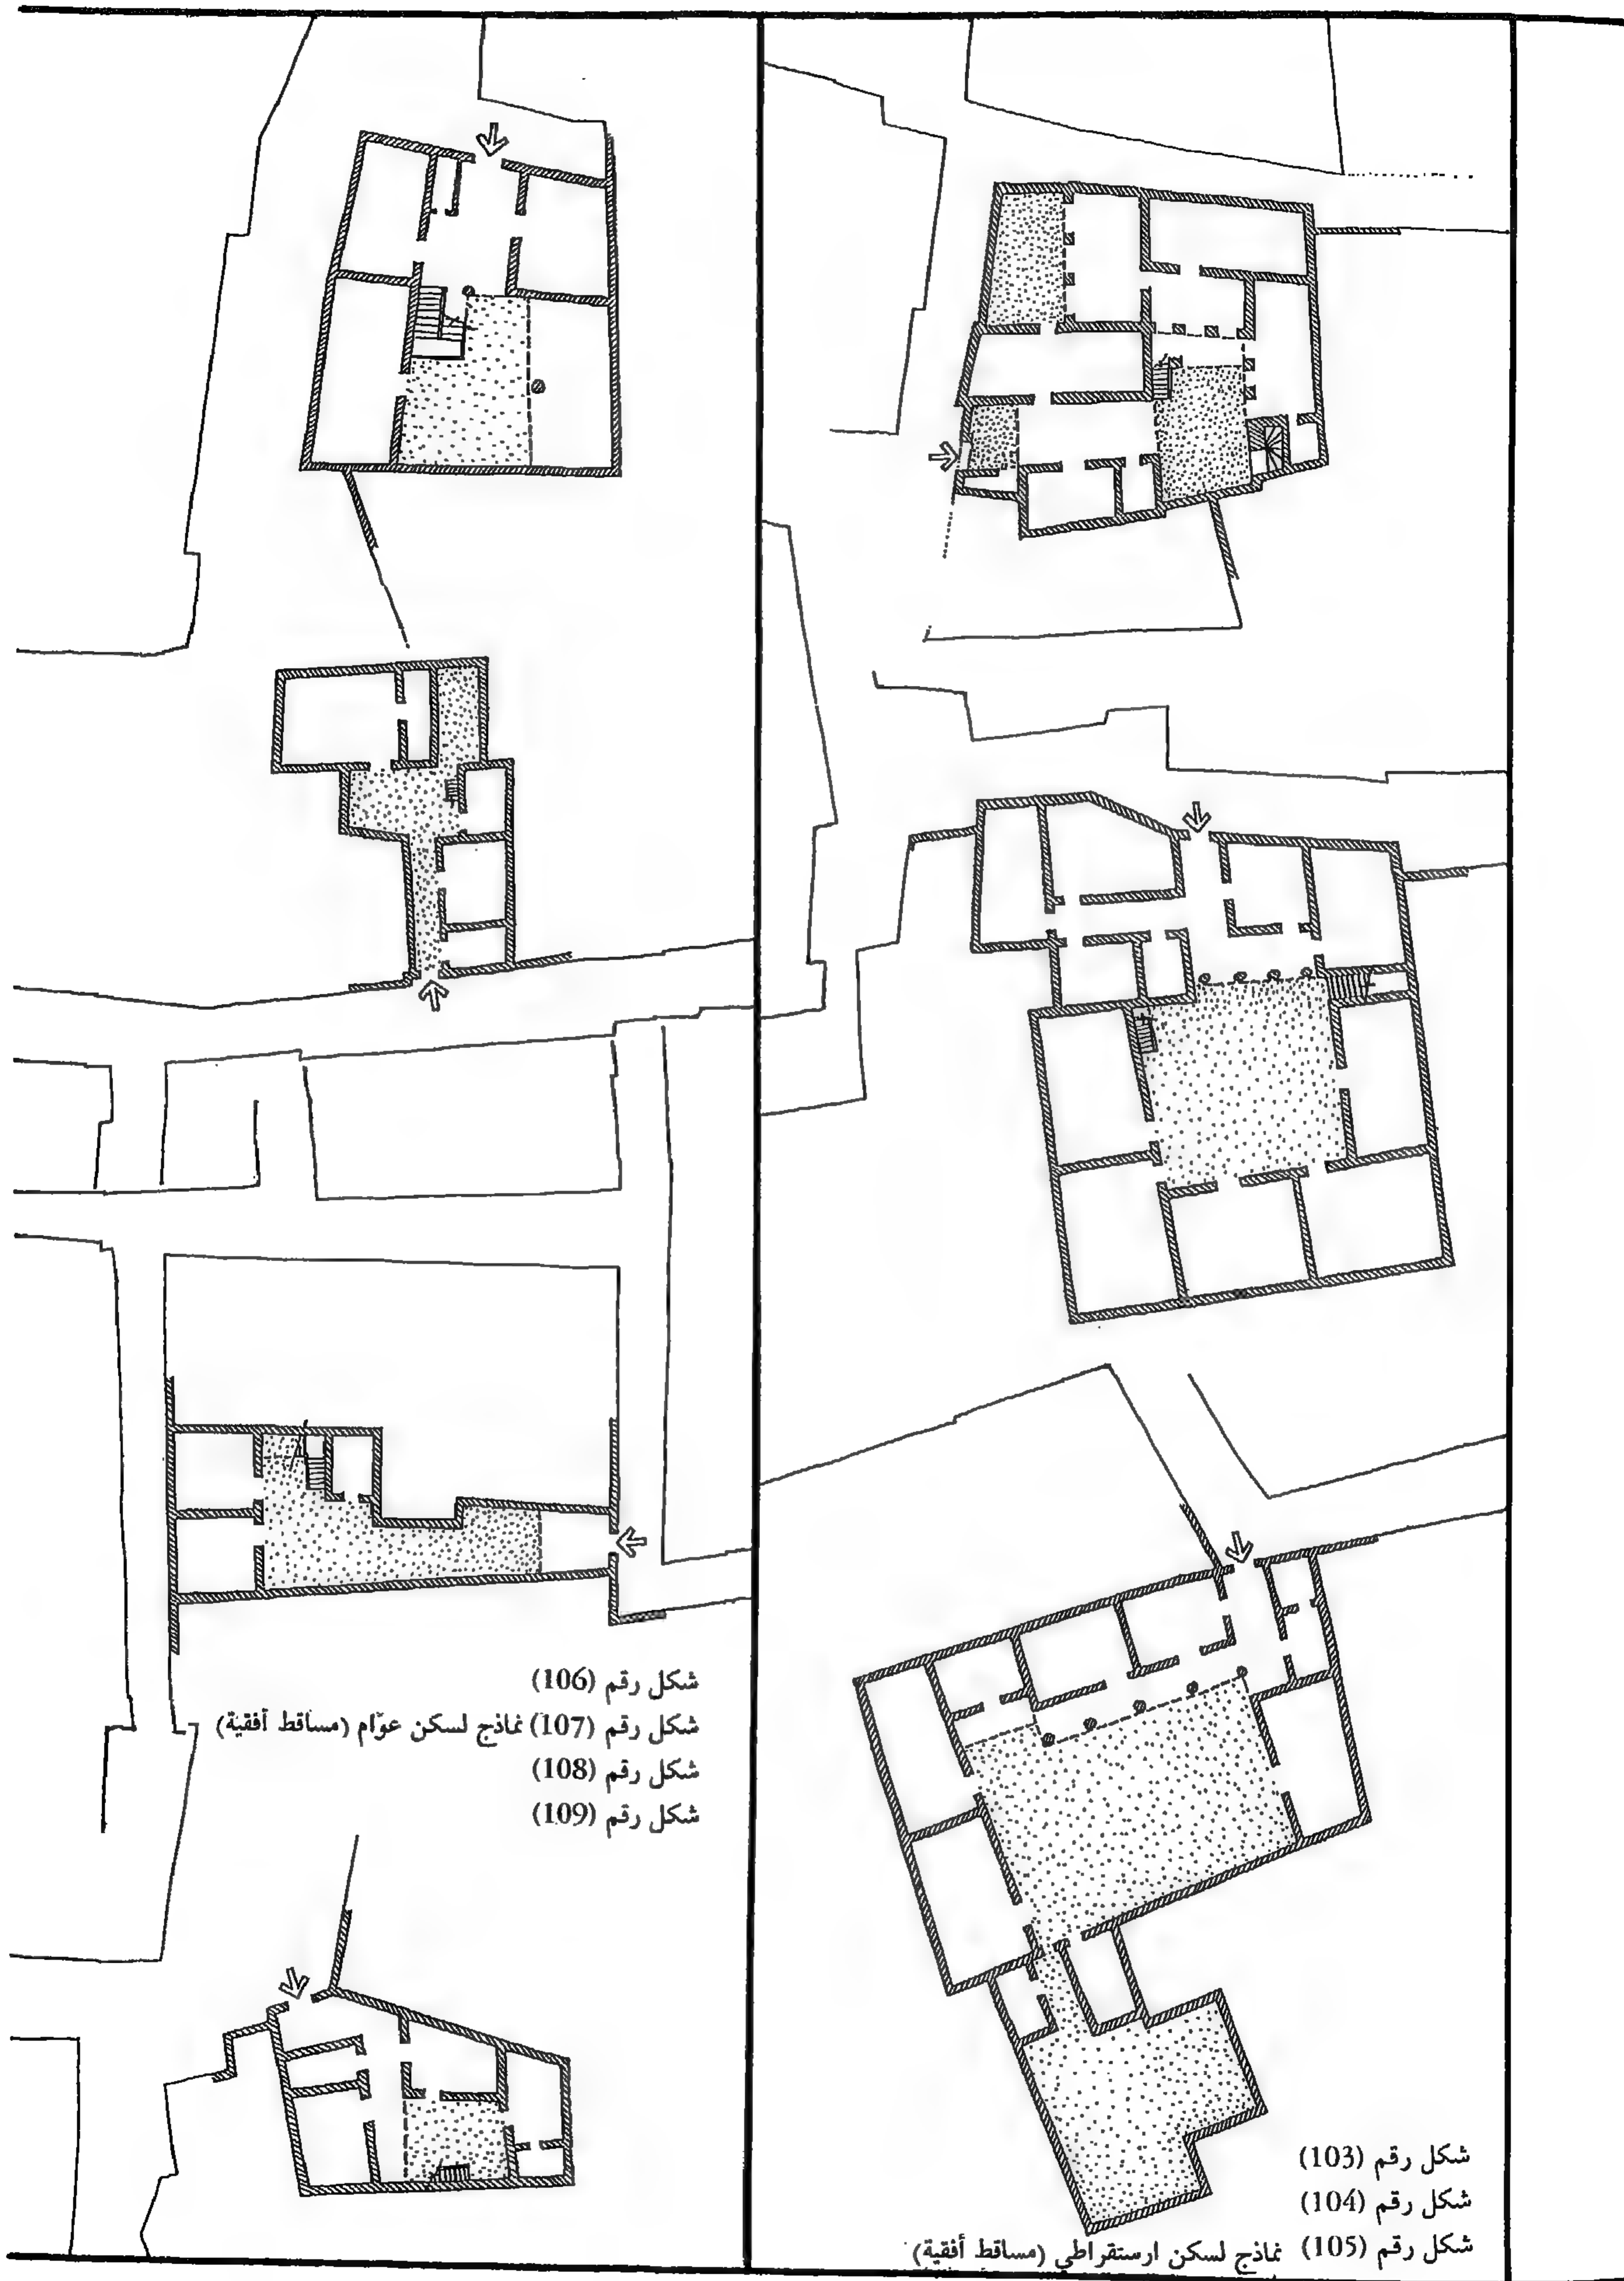 شكل رقم (103)
شكل رقم (104)
شكل رقم (105) نماذج لسكن ارستقراطي (مساقط أفقية)
شكل رقم (106)
شكل رقم (107) نماذج لسكن عوّام (مساقط أفقية)
شكل رقم (108)
شكل رقم (109)